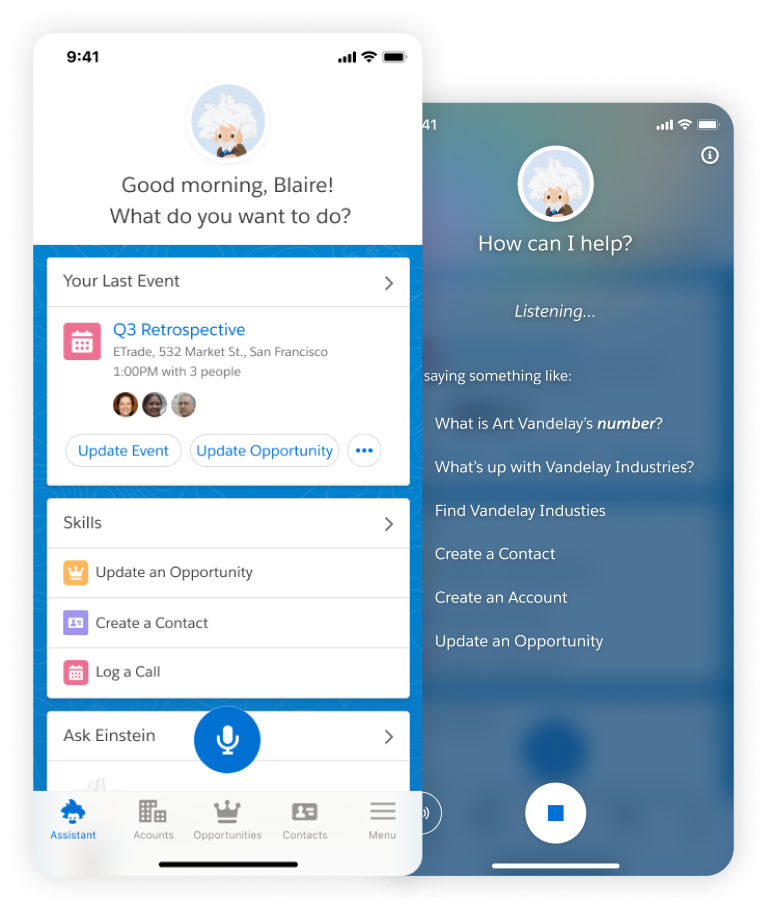 9:41
Good morning, Blaire!
What do you want to do?
Your Last Event
Q3 Retrospective
ETrade, 532 Market St., San Francisco
1:00PM with 3 people
Update Event
Update Opportunity
Skills
Update an Opportunity
Create a Contact
Log a Call
Ask Einstein
Assistant
Acounts
Opportunities
Contacts
Menu
41
How can I help?
Listening...
saying something like:
What is Art Vandelay's number?
What's up with Vandelay Industries?
Find Vandelay Industies
Create a Contact
Create an Account
Update an Opportunity